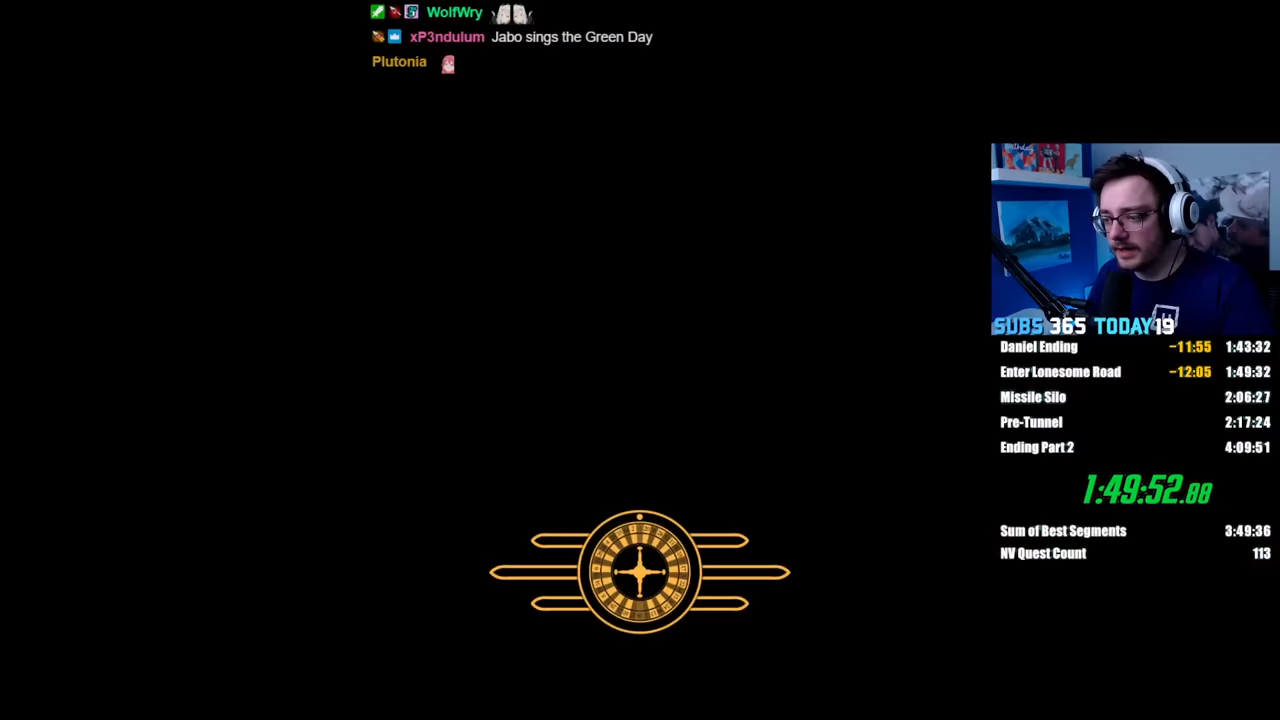 WolfWry
xP3ndulum Jabo sings the Green Day
Plutonia
SUBS 365 TODAY 19
Daniel Ending -11:55 1:43:32
Enter Lonesome Road -12:05 1:49:32
Missile Silo 2:06:27
Pre-Tunnel 2:17:24
Ending Part 2 4:09:51
1:49:52.88
Sum of Best Segments 3:49:36
NV Quest Count 113